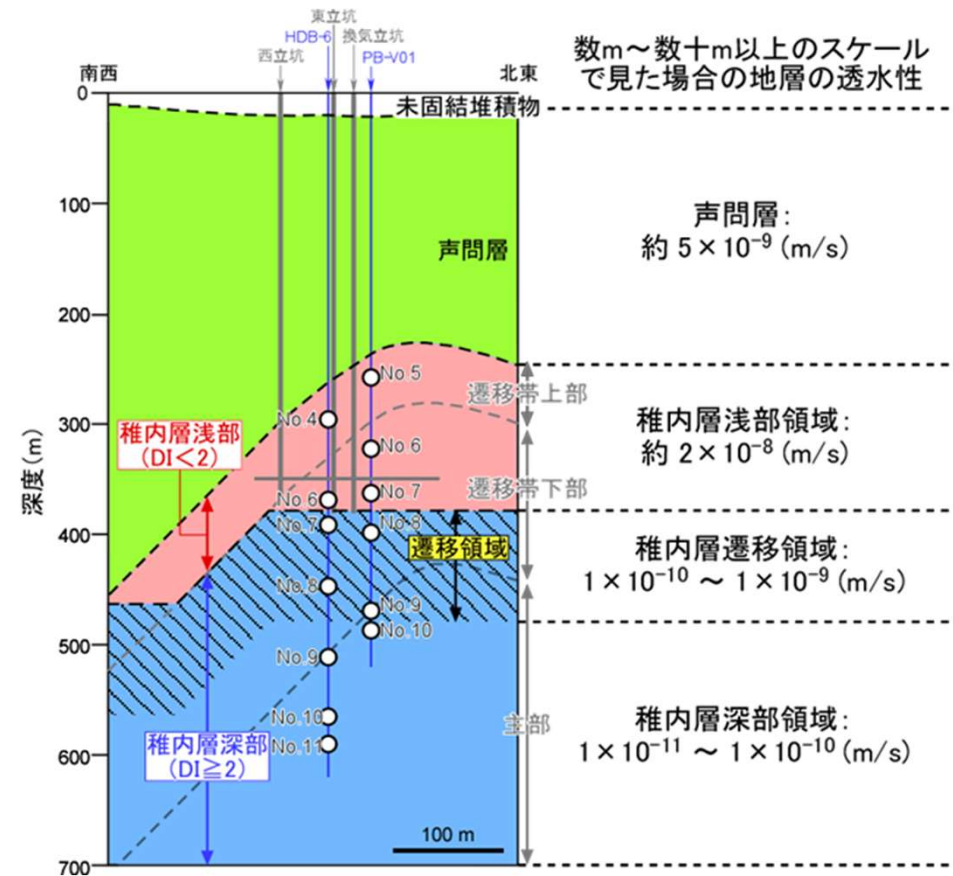 東立坑
HDB-6
換気立坑
西立坑
PB-V01
南西
北東
数m~数十m以上のスケール
で見た場合の地層の透水性
0
未固結堆積物
100
声問層
声問層:
約 5×10⁻⁹ (m/s)
200
No.5
遷移帯上部
300
No.4
稚内層浅部
(DI<2)
No.6
稚内層浅部領域:
約 2×10⁻⁸ (m/s)
深度(m)
No.6
No.7
遷移帯下部
400
No.7
No.8
遷移領域
稚内層遷移領域:
1×10⁻¹⁰ ~ 1×10⁻⁹ (m/s)
No.8
No.9
No.10
500
No.9
No.10
主部
No.11
600
稚内層深部
(DI≧2)
稚内層深部領域:
1×10⁻¹¹ ~ 1×10⁻¹⁰ (m/s)
100 m
700